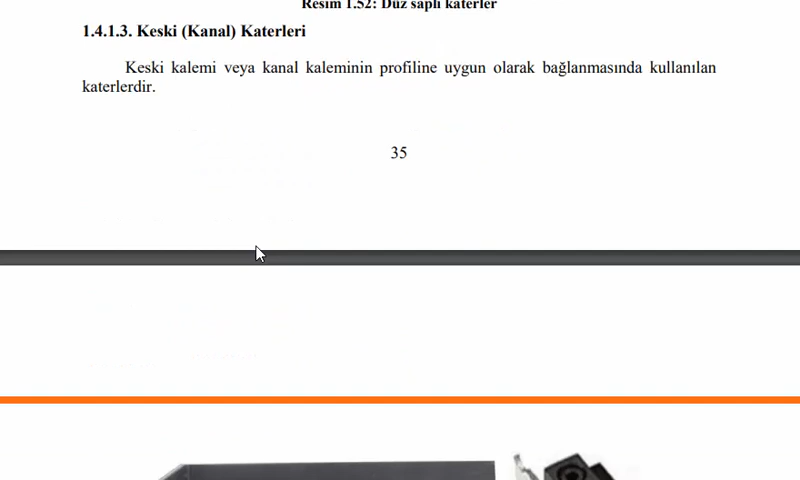 Resim 1.52: Düz saplı katerler
1.4.1.3. Keski (Kanal) Katerleri
Keski kalemi veya kanal kaleminin profiline uygun olarak bağlanmasında kullanılan
katerlerdir.
35